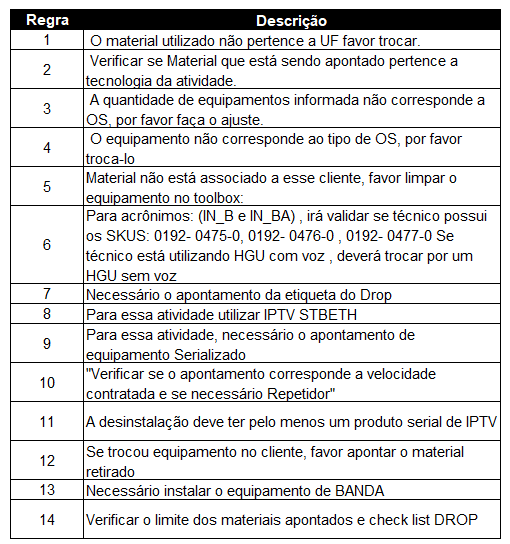 Regra Descrição
1 O material utilizado não pertence a UF favor trocar.
2 Verificar se Material que está sendo apontado pertence a
tecnologia da atividade.
3 A quantidade de equipamentos informada não corresponde a
OS, por favor faça o ajuste.
4 O equipamento não corresponde ao tipo de OS, por favor
troca-lo
5 Material não está associado a esse cliente, favor limpar o
equipamento no toolbox:
6 Para acrônimos: (IN_B e IN_BA) , irá validar se técnico possui
os SKUS: 0192- 0475-0, 0192- 0476-0 , 0192- 0477-0 Se
técnico está utilizando HGU com voz , deverá trocar por um
HGU sem voz
7 Necessário o apontamento da etiqueta do Drop
8 Para essa atividade utilizar IPTV STBETH
9 Para essa atividade, necessário o apontamento de
equipamento Serializado
10 "Verificar se o apontamento corresponde a velocidade
contratada e se necessário Repetidor"
11 A desinstalação deve ter pelo menos um produto serial de IPTV
12 Se trocou equipamento no cliente, favor apontar o material
retirado
13 Necessário instalar o equipamento de BANDA
14 Verificar o limite dos materiais apontados e check list DROP